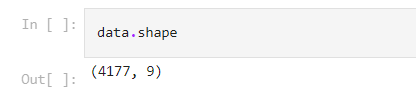 In [ ]: data.shape
Out[ ]: (4177, 9)